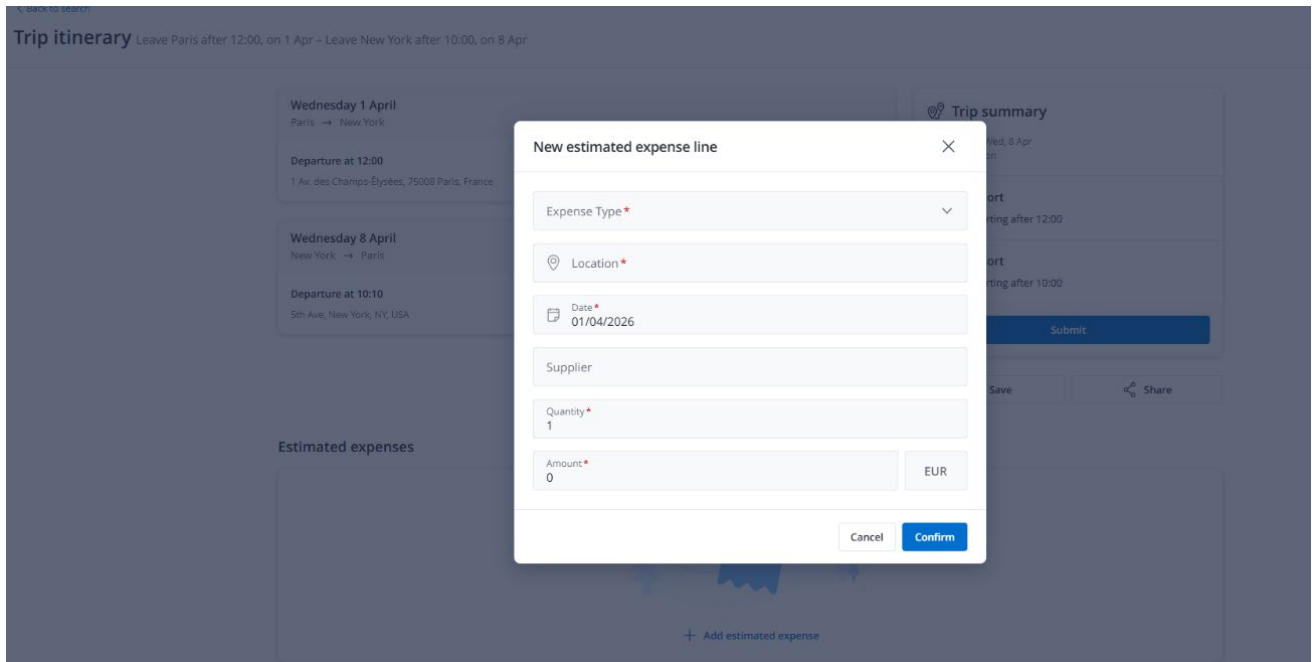 Back to search
Trip itinerary Leave Paris after 12:00, on 1 Apr – Leave New York after 10:00, on 8 Apr
Wednesday 1 April
Paris → New York
Departure at 12:00
1 Av. des Champs-Élysées, 75008 Paris, France
Wednesday 8 April
New York → Paris
Departure at 10:10
5th Ave, New York, NY, USA
Trip summary
Wed, 8 Apr
after 12:00
after 10:00
Submit
Save
Share
New estimated expense line
Expense Type*
Location*
Date*
01/04/2026
Supplier
Quantity*
1
Amount*
0
EUR
Cancel
Confirm
Estimated expenses
+ Add estimated expense